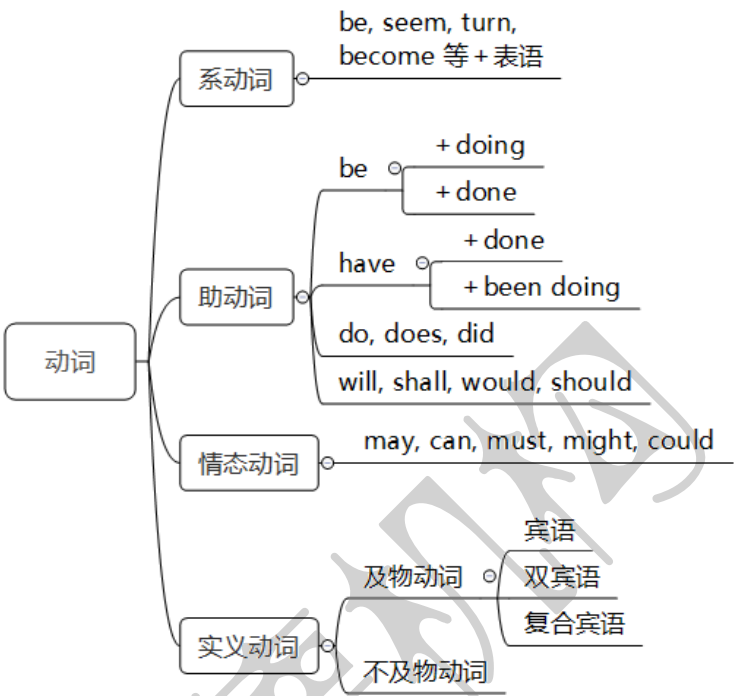 be, seem, turn,
become 等+表语
系动词
+doing
be
+done
+done
have
+been doing
助动词
do, does, did
will, shall, would, should
动词
may, can, must, might, could
情态动词
宾语
及物动词
双宾语
复合宾语
实义动词
不及物动词